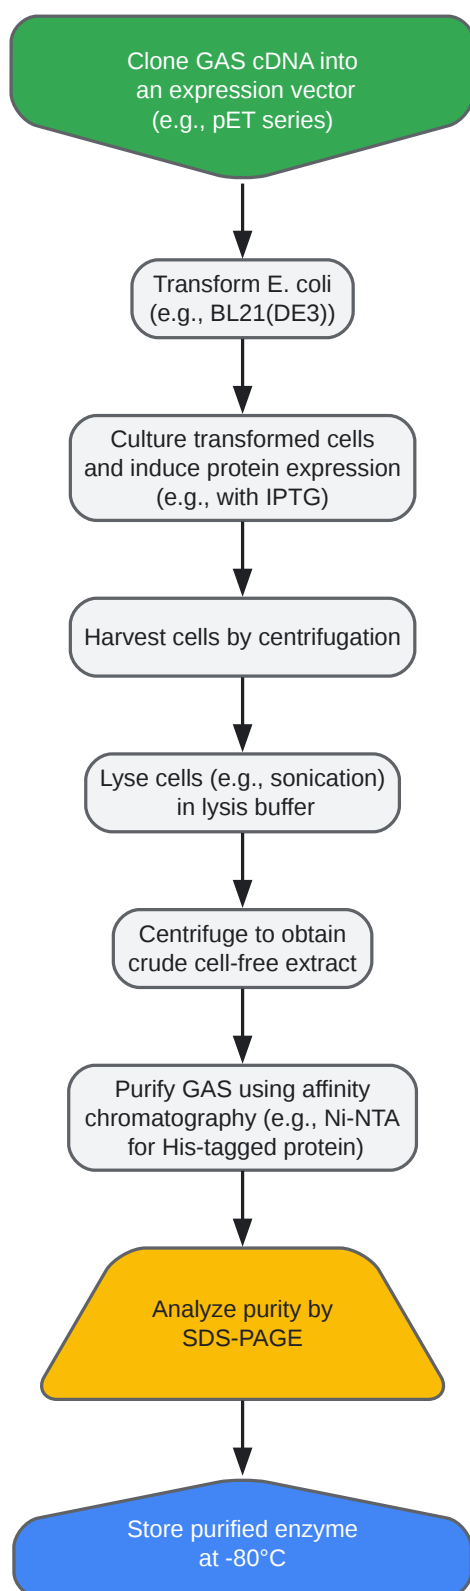 Clone GAS cDNA into
an expression vector
(e.g., pET series)
Transform E. coli
(e.g., BL21(DE3))
Culture transformed cells
and induce protein expression
(e.g., with IPTG)
Harvest cells by centrifugation
Lyse cells (e.g., sonication)
in lysis buffer
Centrifuge to obtain
crude cell-free extract
Purify GAS using affinity
chromatography (e.g., Ni-NTA
for His-tagged protein)
Analyze purity by
SDS-PAGE
Store purified enzyme
at -80°C